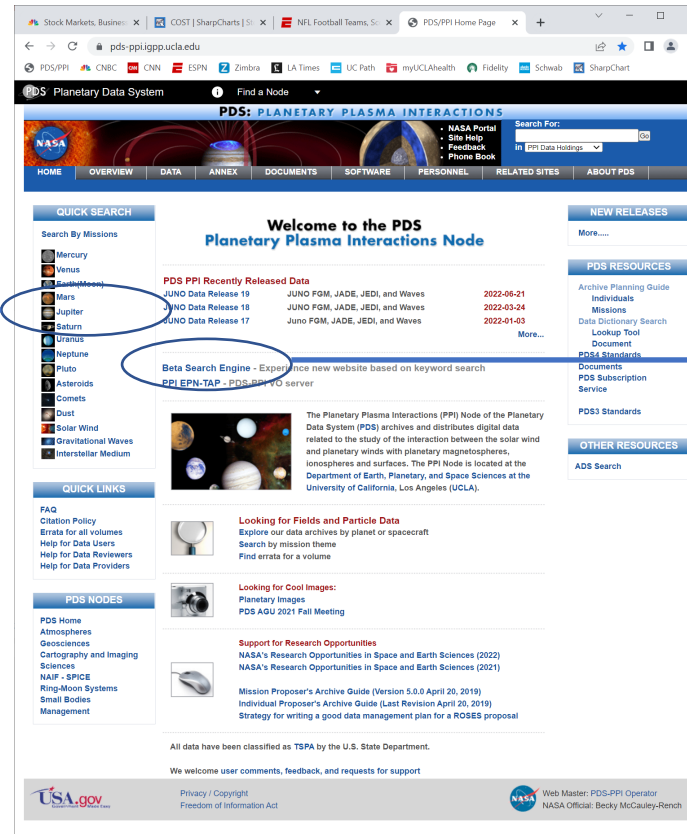 Stock Markets, Business
COST | SharpCharts | St
NFL Football Teams, Sc
PDS/PPI Home Page
pds-ppi.igpp.ucla.edu
PDS/PPI
CNBC
CNN
ESPN
Zimbra
LA Times
UC Path
myUCLAhealth
Fidelity
Schwab
SharpChart
PDS Planetary Data System
Find a Node
PDS: PLANETARY PLASMA INTERACTIONS
NASA
• NASA Portal
• Site Help
• Feedback
• Phone Book
Search For:
Go
in PPI Data Holdings
HOME OVERVIEW DATA ANNEX DOCUMENTS SOFTWARE PERSONNEL RELATED SITES ABOUT PDS
QUICK SEARCH
Search By Missions
Mercury
Venus
Earth(Moon)
Mars
Jupiter
Saturn
Uranus
Neptune
Pluto
Asteroids
Comets
Dust
Solar Wind
Gravitational Waves
Interstellar Medium
QUICK LINKS
FAQ
Citation Policy
Errata for all volumes
Help for Data Users
Help for Data Reviewers
Help for Data Providers
PDS NODES
PDS Home
Atmospheres
Geosciences
Cartography and Imaging
Sciences
NAIF - SPICE
Ring-Moon Systems
Small Bodies
Management
Welcome to the PDS
Planetary Plasma Interactions Node
PDS PPI Recently Released Data
JUNO Data Release 19 JUNO FGM, JADE, JEDI, and Waves 2022-06-21
JUNO Data Release 18 JUNO FGM, JADE, JEDI, and Waves 2022-03-24
JUNO Data Release 17 Juno FGM, JADE, JEDI, and Waves 2022-01-03
More...
Beta Search Engine - Experience new website based on keyword search
PPI EPN-TAP - PDS-PPI VO server
The Planetary Plasma Interactions (PPI) Node of the Planetary
Data System (PDS) archives and distributes digital data
related to the study of the interaction between the solar wind
and planetary winds with planetary magnetospheres,
ionospheres and surfaces. The PPI Node is located at the
Department of Earth, Planetary, and Space Sciences at the
University of California, Los Angeles (UCLA).
Looking for Fields and Particle Data
Explore our data archives by planet or spacecraft
Search by mission theme
Find errata for a volume
Looking for Cool Images:
Planetary Images
PDS AGU 2021 Fall Meeting
Support for Research Opportunities
NASA's Research Opportunities in Space and Earth Sciences (2022)
NASA's Research Opportunities in Space and Earth Sciences (2021)
Mission Proposer's Archive Guide (Version 5.0.0 April 20, 2019)
Individual Proposer's Archive Guide (Last Revision April 20, 2019)
Strategy for writing a good data management plan for a ROSES proposal
All data have been classified as TSPA by the U.S. State Department.
We welcome user comments, feedback, and requests for support
NEW RELEASES
More.....
PDS RESOURCES
Archive Planning Guide
Individuals
Missions
Data Dictionary Search
Lookup Tool
Document
PDS4 Standards
Documents
PDS Subscription
Service
PDS3 Standards
OTHER RESOURCES
ADS Search
USA.gov
Privacy / Copyright
Freedom of Information Act
NASA
Web Master: PDS-PPI Operator
NASA Official: Becky McCauley-Rench